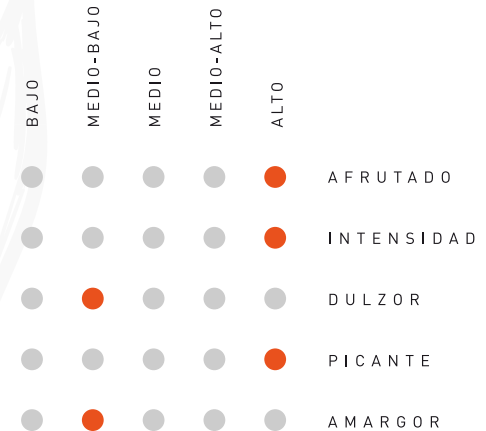 BAJO
MEDIO-BAJO
MEDIO
MEDIO-ALTO
ALTO
AFRUTADO
INTENSIDAD
DULZOR
PICANTE
AMARGOR